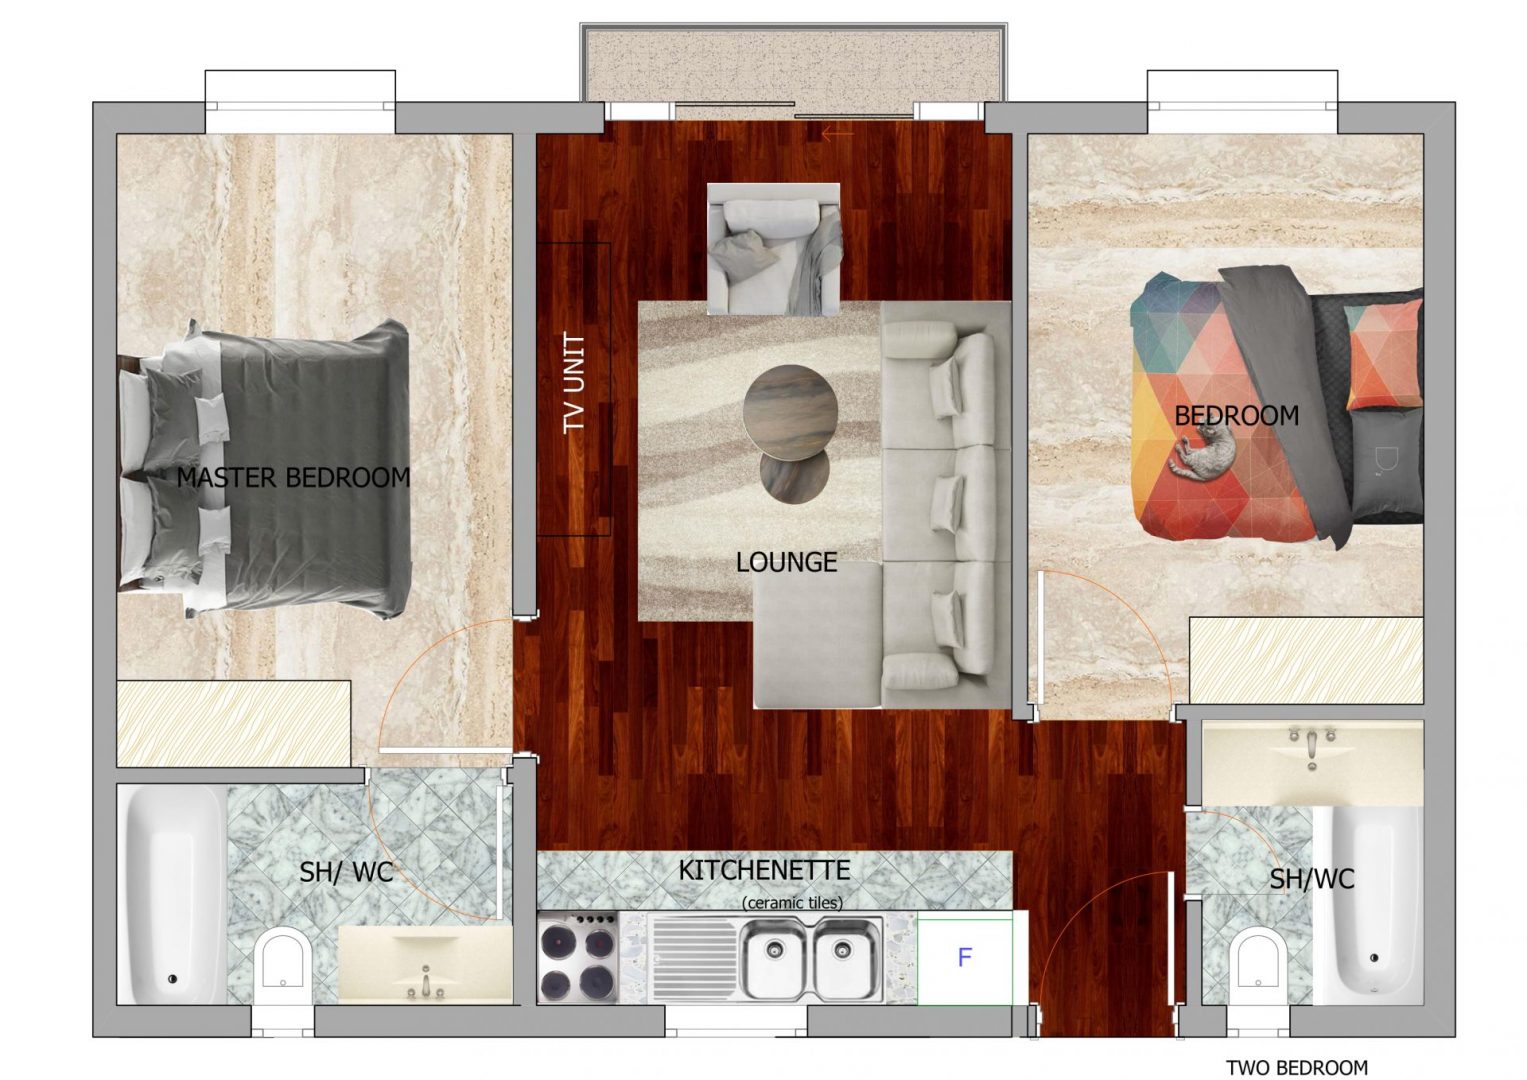 TV UNIT
BEDROOM
MASTER BEDROOM
LOUNGE
KITCHENETTE
(ceramic tiles)
SH/ WC
SH/WC
F
TWO BEDROOM